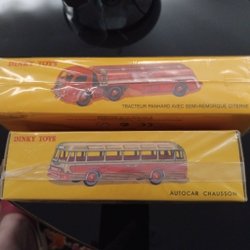 DINKY TOYS
TRACTEUR PANHARD AVEC SEMI-REMORQUE CITERNE
DINKY TOYS
AUTOCAR CHAUSSON